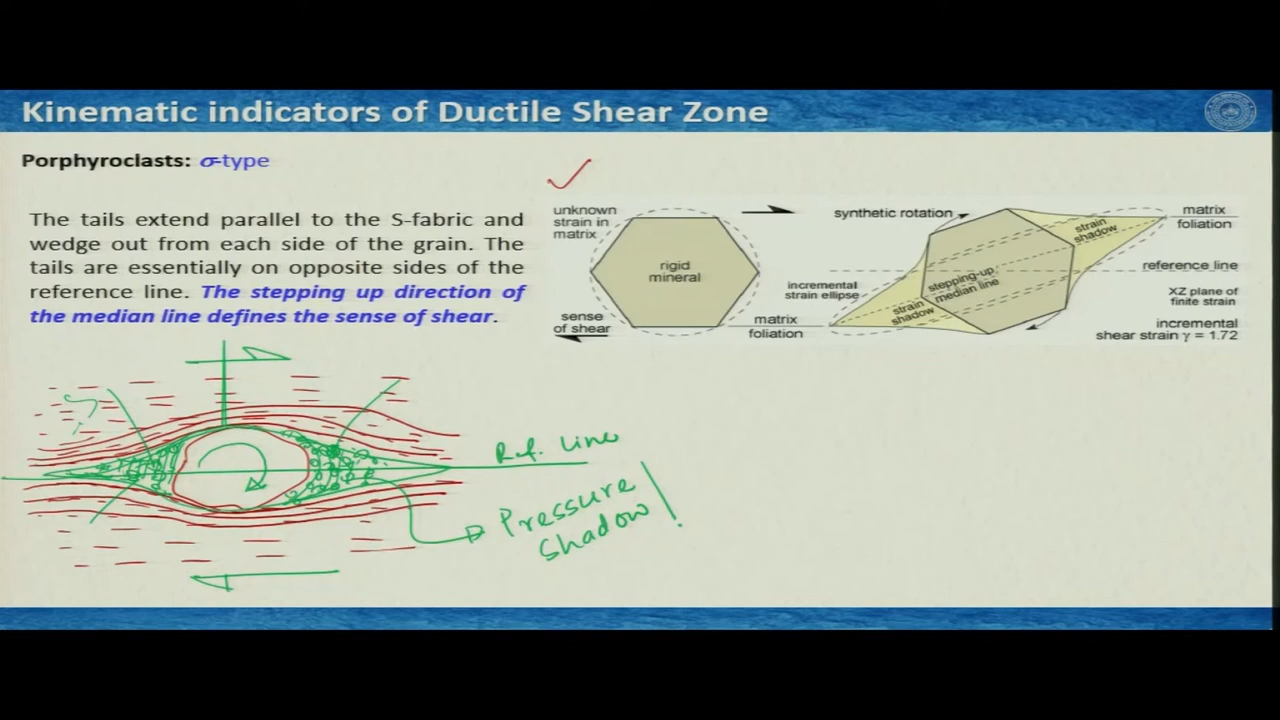 Kinematic indicators of Ductile Shear Zone
Porphyroclasts: σ-type
The tails extend parallel to the S-fabric and
wedge out from each side of the grain. The
tails are essentially on opposite sides of the
reference line. The stepping up direction of
the median line defines the sense of shear.
unknown
strain in
matrix
rigid
mineral
sense
of shear
matrix
foliation
synthetic rotation
incremental
strain ellipse
strain
shadow
stepping-up
median line
strain
shadow
matrix
foliation
reference line
XZ plane of
finite strain
incremental
shear strain γ = 1.72
Ref. Line
Pressure
Shadow